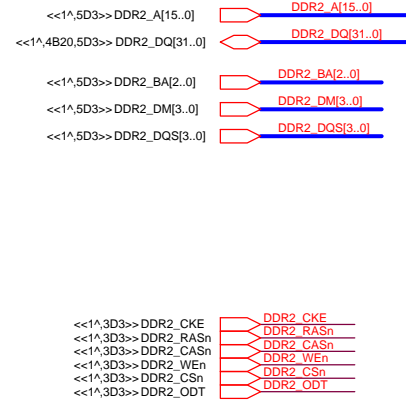 <<1^,5D3>> DDR2_A[15..0] DDR2_A[15..0]
<<1^,4B20,5D3>> DDR2_DQ[31..0] DDR2_DQ[31..0]
<<1^,5D3>> DDR2_BA[2..0] DDR2_BA[2..0]
<<1^,5D3>> DDR2_DM[3..0] DDR2_DM[3..0]
<<1^,5D3>> DDR2_DQS[3..0] DDR2_DQS[3..0]
<<1^,3D3>> DDR2_CKE DDR2_CKE
<<1^,3D3>> DDR2_RASn DDR2_RASn
<<1^,3D3>> DDR2_CASn DDR2_CASn
<<1^,3D3>> DDR2_WEn DDR2_WEn
<<1^,3D3>> DDR2_CSn DDR2_CSn
<<1^,3D3>> DDR2_ODT DDR2_ODT